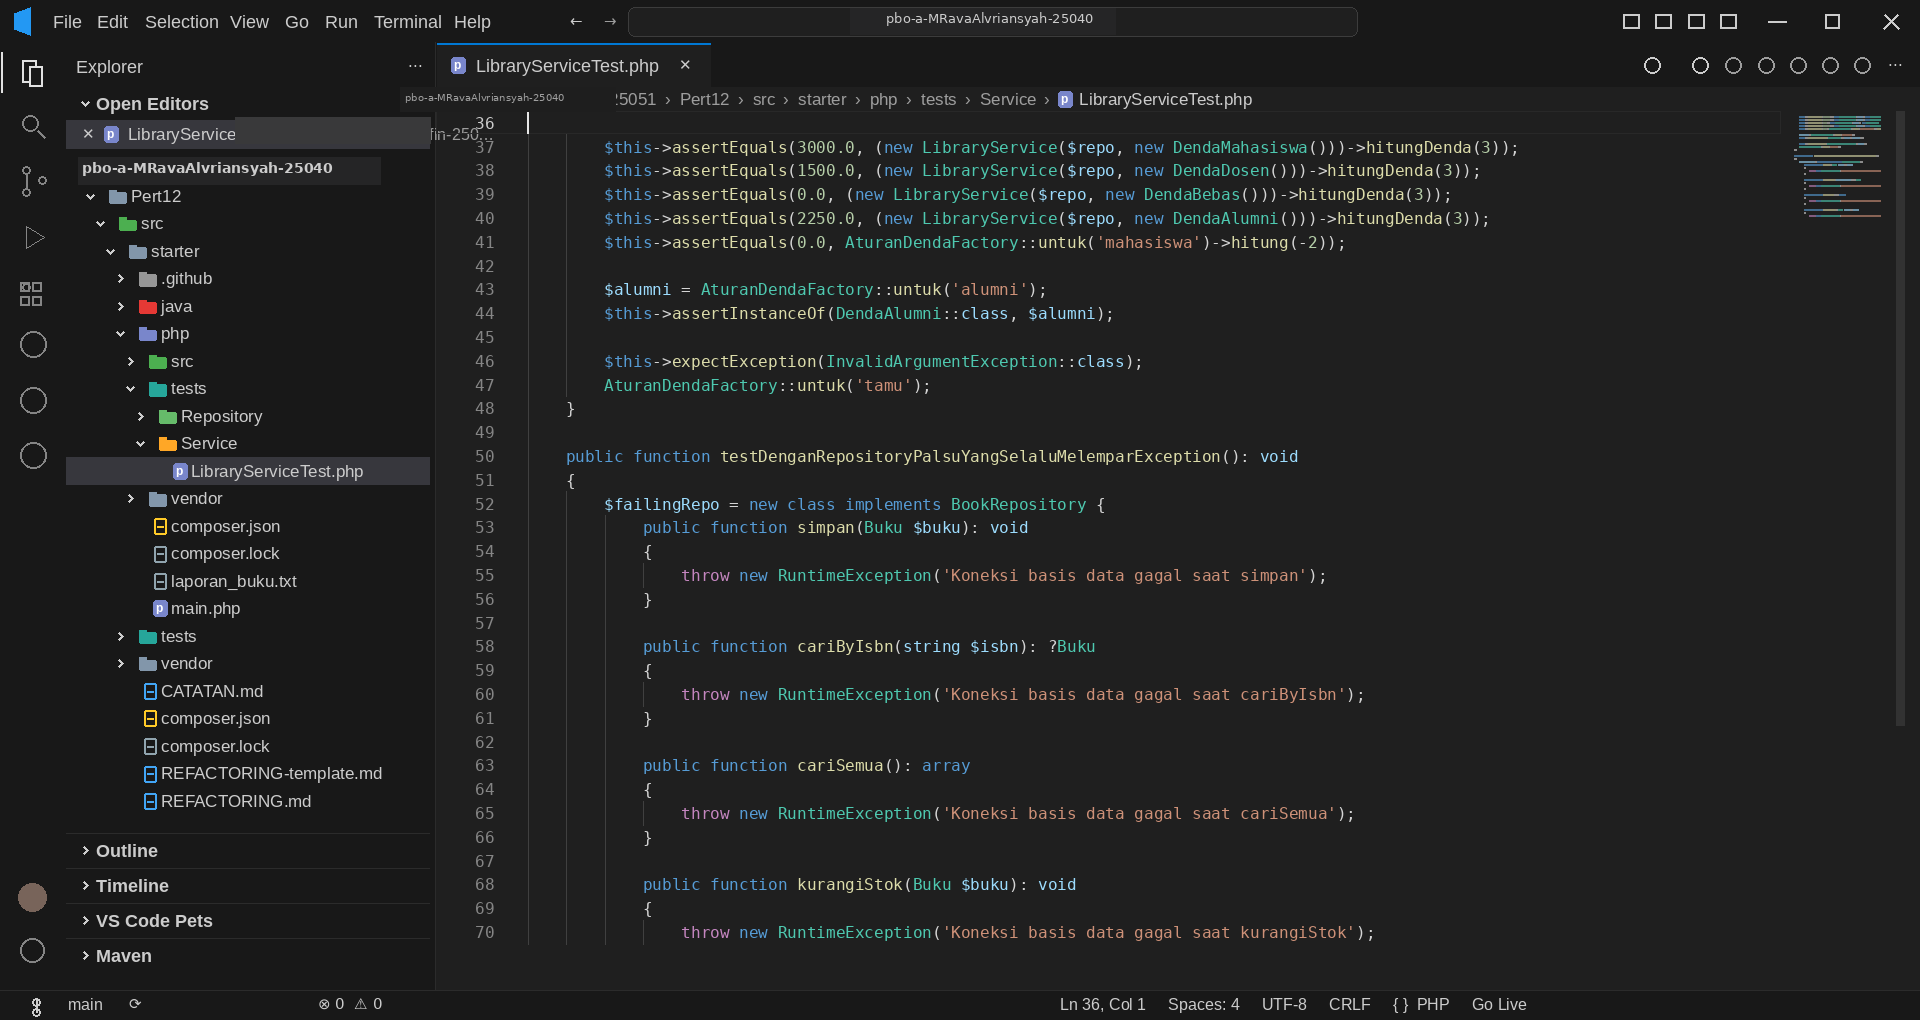 File Edit Selection View Go Run Terminal Help ← → pbo-a-MRavaAlvriansyah-25040
Explorer ···
Open Editors
× LibraryService
fin-250...
pbo-a-MRavaAlvriansyah-25040
Pert12
src
starter
.github
java
php
src
tests
Repository
Service
LibraryServiceTest.php
vendor
composer.json
composer.lock
laporan_buku.txt
main.php
tests
vendor
CATATAN.md
composer.json
composer.lock
REFACTORING-template.md
REFACTORING.md
Outline
Timeline
VS Code Pets
Maven
LibraryServiceTest.php ×
pbo-a-MRavaAlvriansyah-25040 25051 › Pert12 › src › starter › php › tests › Service › LibraryServiceTest.php
36
37 $this->assertEquals(3000.0, (new LibraryService($repo, new DendaMahasiswa()))->hitungDenda(3));
38 $this->assertEquals(1500.0, (new LibraryService($repo, new DendaDosen()))->hitungDenda(3));
39 $this->assertEquals(0.0, (new LibraryService($repo, new DendaBebas()))->hitungDenda(3));
40 $this->assertEquals(2250.0, (new LibraryService($repo, new DendaAlumni()))->hitungDenda(3));
41 $this->assertEquals(0.0, AturanDendaFactory::untuk('mahasiswa')->hitung(-2));
42
43 $alumni = AturanDendaFactory::untuk('alumni');
44 $this->assertInstanceOf(DendaAlumni::class, $alumni);
45
46 $this->expectException(InvalidArgumentException::class);
47 AturanDendaFactory::untuk('tamu');
48 }
49
50 public function testDenganRepositoryPalsuYangSelaluMelemparException(): void
51 {
52 $failingRepo = new class implements BookRepository {
53 public function simpan(Buku $buku): void
54 {
55 throw new RuntimeException('Koneksi basis data gagal saat simpan');
56 }
57
58 public function cariByIsbn(string $isbn): ?Buku
59 {
60 throw new RuntimeException('Koneksi basis data gagal saat cariByIsbn');
61 }
62
63 public function cariSemua(): array
64 {
65 throw new RuntimeException('Koneksi basis data gagal saat cariSemua');
66 }
67
68 public function kurangiStok(Buku $buku): void
69 {
70 throw new RuntimeException('Koneksi basis data gagal saat kurangiStok');
main ⟳ ⊗ 0 ⚠ 0 Ln 36, Col 1 Spaces: 4 UTF-8 CRLF { } PHP Go Live